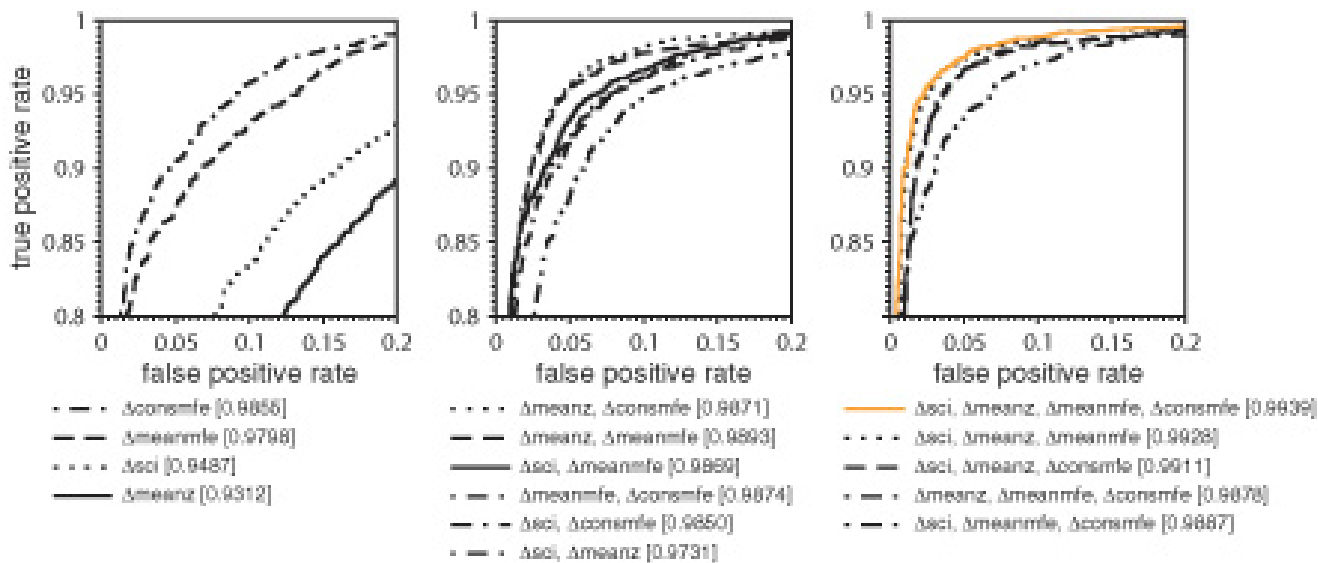 1 1 1
0.95 0.95 0.95
0.9 0.9 0.9
0.85 0.85 0.85
0.8 0.8
true positive rate
0 0.05 0.1 0.15 0.2 0 0.05 0.1 0.15 0.2 0 0.05 0.1 0.15 0.2
false positive rate false positive rate false positive rate
Δconsmfe
Δmeanmfe [0.9798]
Δsci [0.9487]
Δmeanz [0.9312]
Δmeanz, Δconsmfe [0.9871]
Δmeanz, Δmeanmfe [0.9893]
Δsci, Δmeanmfe [0.9869]
Δmeanmfe, Δconsmfe [0.9874]
Δsci, Δconsmfe [0.9850]
Δsci, Δmeanz [0.9731]
Δsci, Δmeanz, Δmeanmfe, Δconsmfe [0.9939]
Δsci, Δmeanz, Δmeanmfe [0.9928]
Δsci, Δmeanz, Δconsmfe [0.9911]
Δmeanz, Δmeanmfe, Δconsmfe [0.9878]
Δsci, Δmeanmfe, Δconsmfe [0.9887]